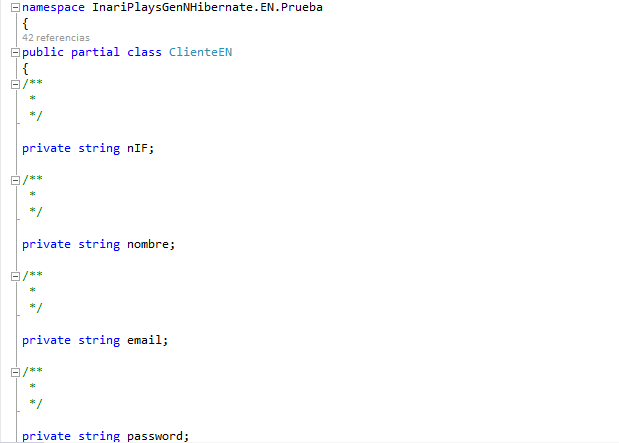 namespace InariPlaysGenNHibernate.EN.Prueba
{
42 referencias
public partial class ClienteEN
{
/**
*
*/
private string nIF;
/**
*
*/
private string nombre;
/**
*
*/
private string email;
/**
*
*/
private string password;